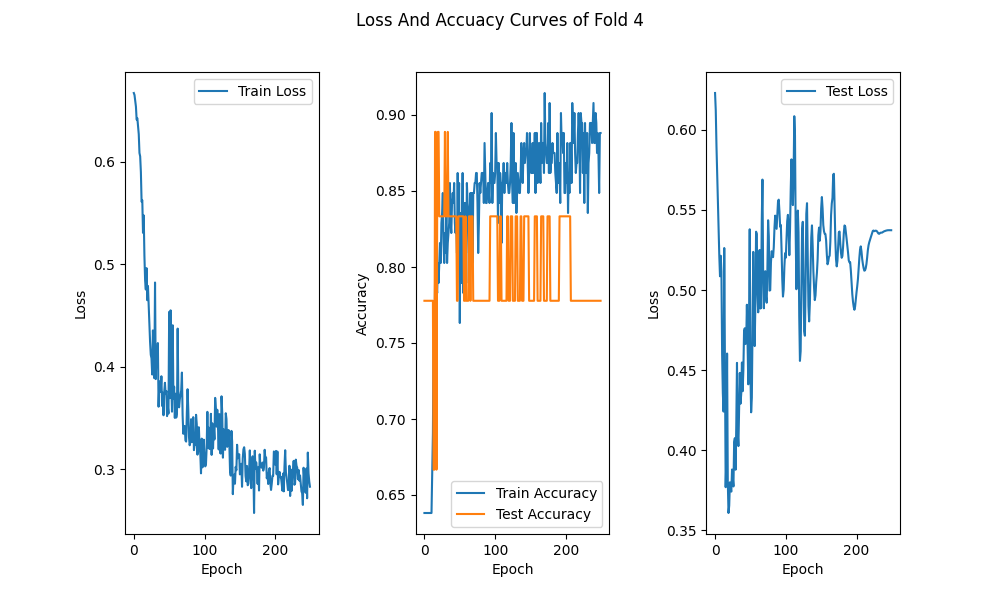 Loss And Accuacy Curves of Fold 4
Train Loss
0.6
0.5
0.4
0.3
Loss
0
100
200
Epoch
0.90
0.85
0.80
0.75
0.70
0.65
Accuracy
Train Accuracy
Test Accuracy
0
100
200
Epoch
Test Loss
0.60
0.55
0.50
0.45
0.40
0.35
Loss
0
100
200
Epoch